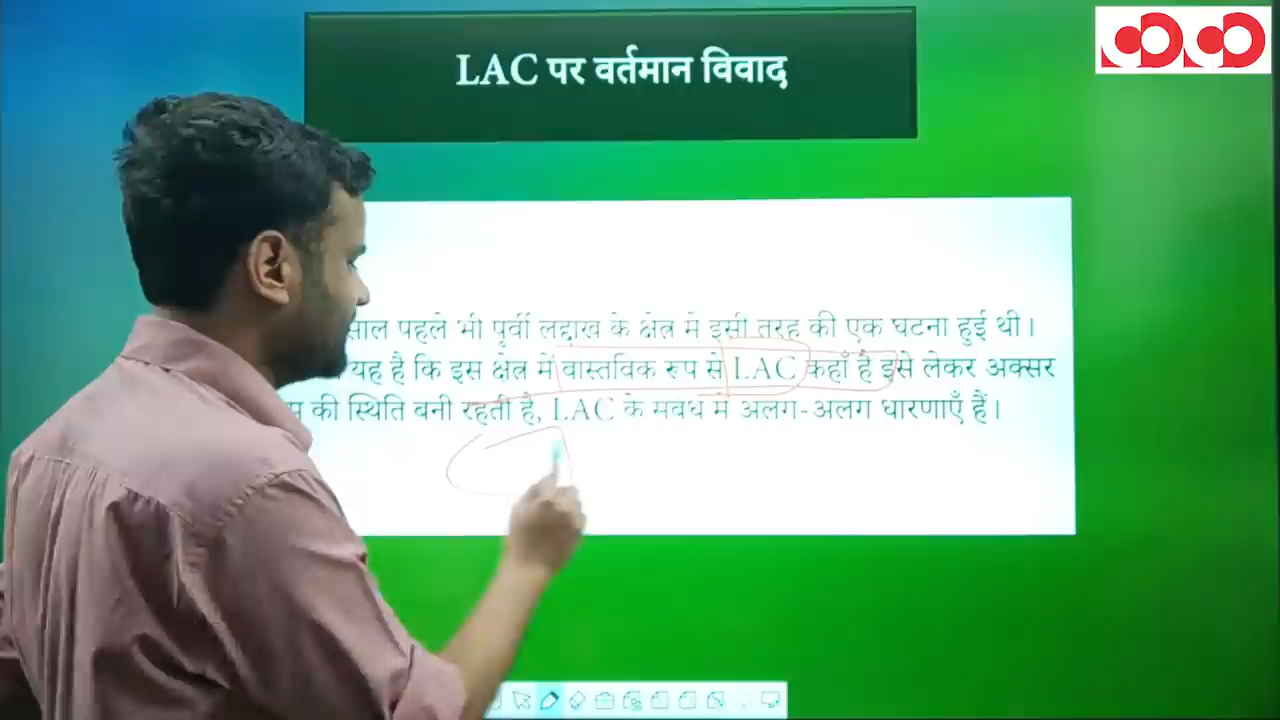 LAC पर वर्तमान विवाद
साल पहले भी पूर्वी लद्दाख के क्षेत्र में इसी तरह की एक घटना हुई थी।
यह है कि इस क्षेत्र में वास्तविक रूप से LAC कहाँ है इसे लेकर अक्सर
की स्थिति बनी रहती है, LAC के संबंध में अलग-अलग धारणाएँ हैं।